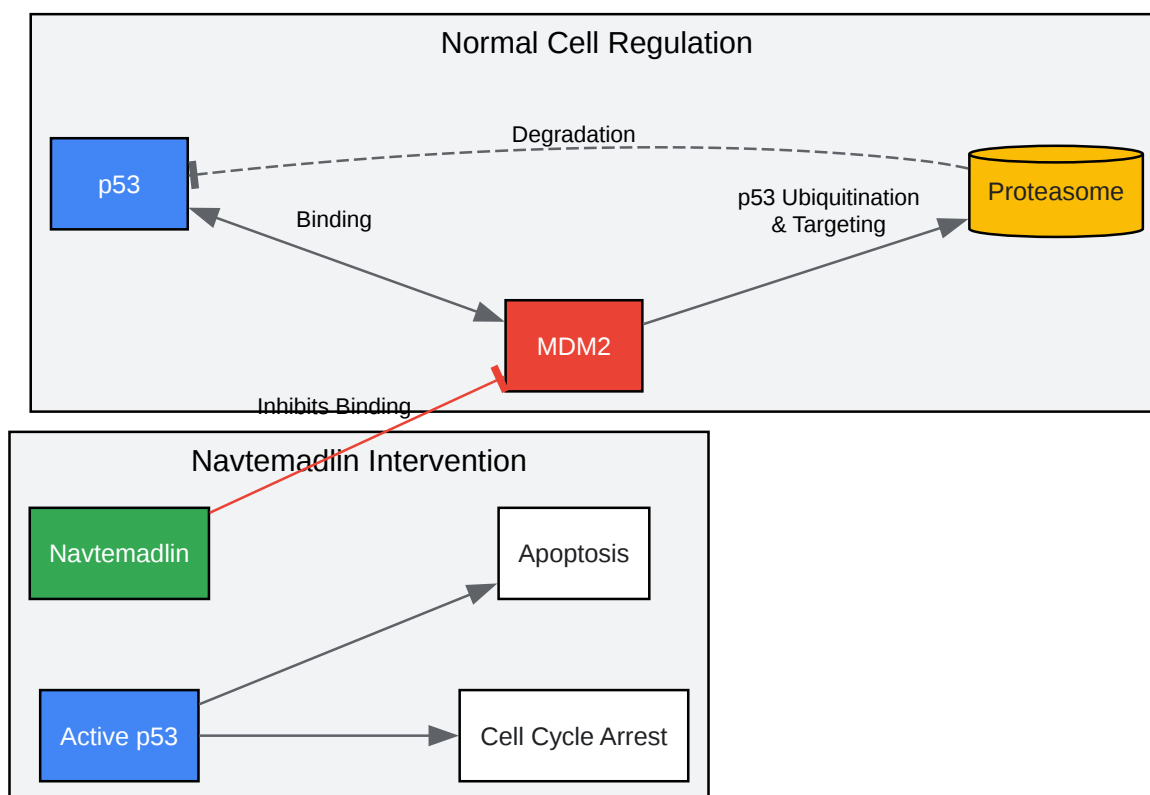 Normal Cell Regulation
Degradation
p53
Proteasome
p53 Ubiquitination
& Targeting
Binding
MDM2
Inhibits Binding
Navtemadlin Intervention
Navtemadlin
Apoptosis
Active p53
Cell Cycle Arrest